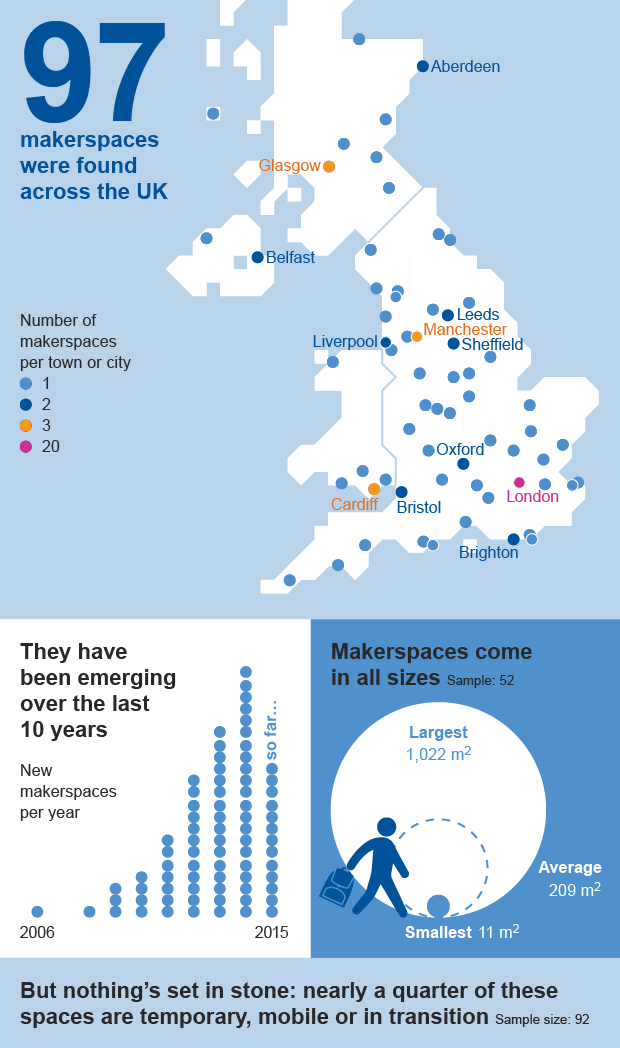 97
makerspaces
were found
across the UK
Aberdeen
Glasgow
Belfast
Number of
makerspaces
per town or city
1
2
3
20
Leeds
Manchester
Liverpool
Sheffield
Oxford
London
Cardiff
Bristol
Brighton
They have
been emerging
over the last
10 years
New
makerspaces
per year
so far...
2006
2015
Makerspaces come
in all sizes Sample: 52
Largest
1,022 m²
Average
209 m²
Smallest 11 m²
But nothing's set in stone: nearly a quarter of these
spaces are temporary, mobile or in transition Sample size: 92